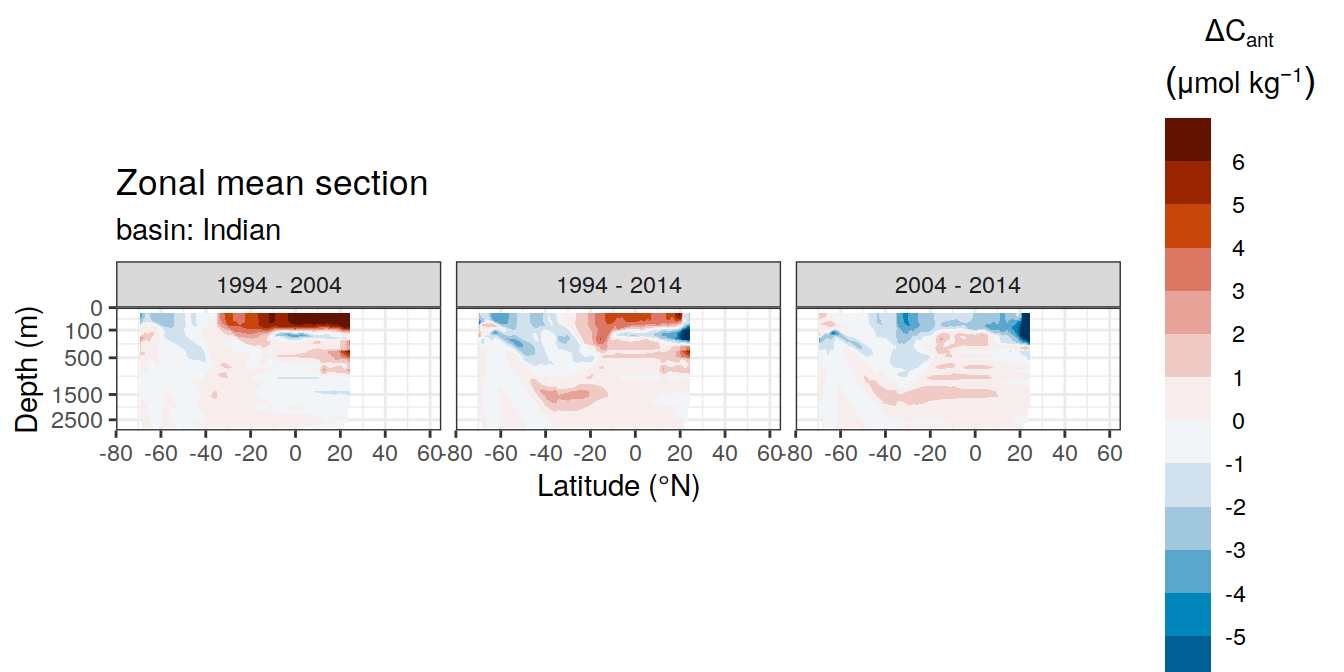 ΔCant
(μmol kg⁻¹)
Zonal mean section
basin: Indian
1994 - 2004
1994 - 2014
2004 - 2014
Depth (m)
0
100
500
1500
2500
-80 -60 -40 -20 0 20 40 60
-80 -60 -40 -20 0 20 40 60
-80 -60 -40 -20 0 20 40 60
Latitude (°N)
6
5
4
3
2
1
0
-1
-2
-3
-4
-5